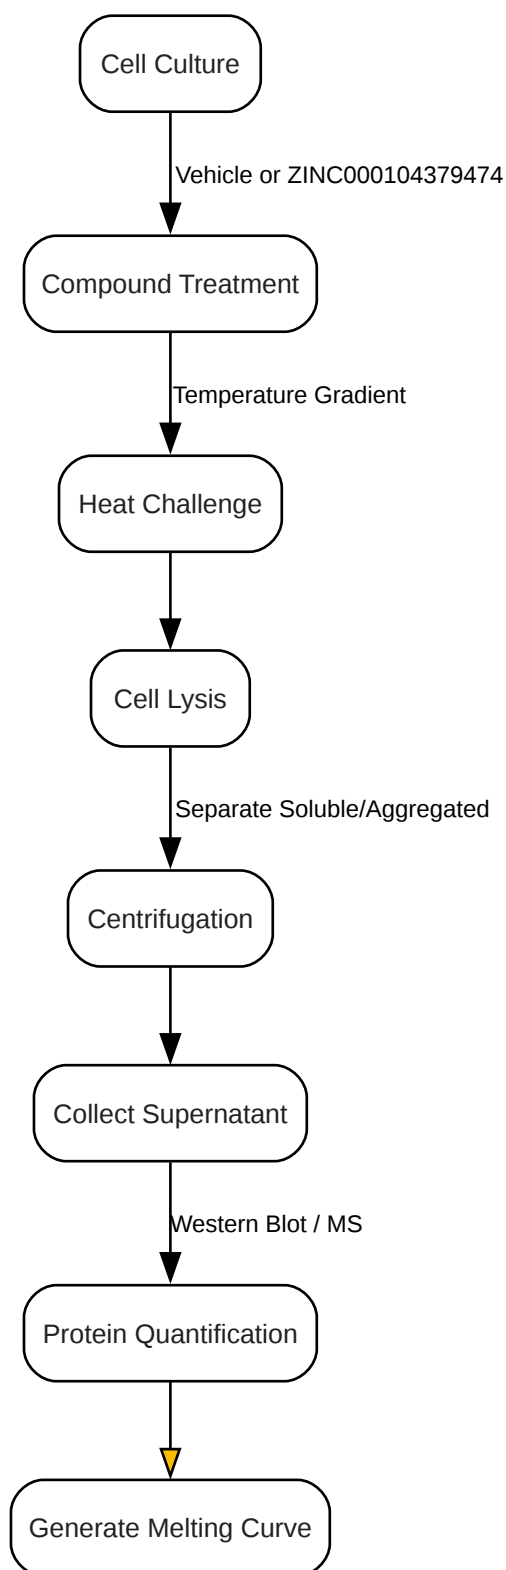 Cell Culture
Vehicle or ZINC000104379474
Compound Treatment
Temperature Gradient
Heat Challenge
Cell Lysis
Separate Soluble/Aggregated
Centrifugation
Collect Supernatant
Western Blot / MS
Protein Quantification
Generate Melting Curve